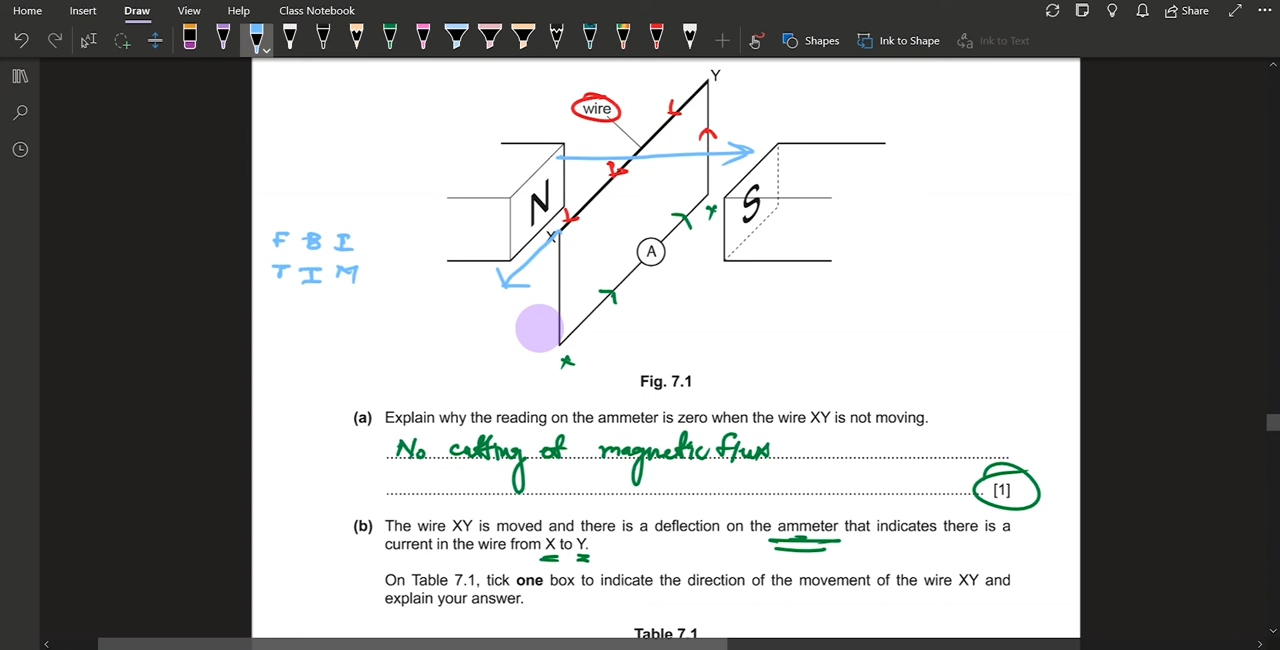 Home Insert Draw View Help Class Notebook Share
Shapes Ink to Shape Ink to Text
Y
wire
N
S
X
A
F B I
T I M
Fig. 7.1
(a) Explain why the reading on the ammeter is zero when the wire XY is not moving.
No cutting of magnetic flux
[1]
(b) The wire XY is moved and there is a deflection on the ammeter that indicates there is a
current in the wire from X to Y.
On Table 7.1, tick one box to indicate the direction of the movement of the wire XY and
explain your answer.
Table 7.1